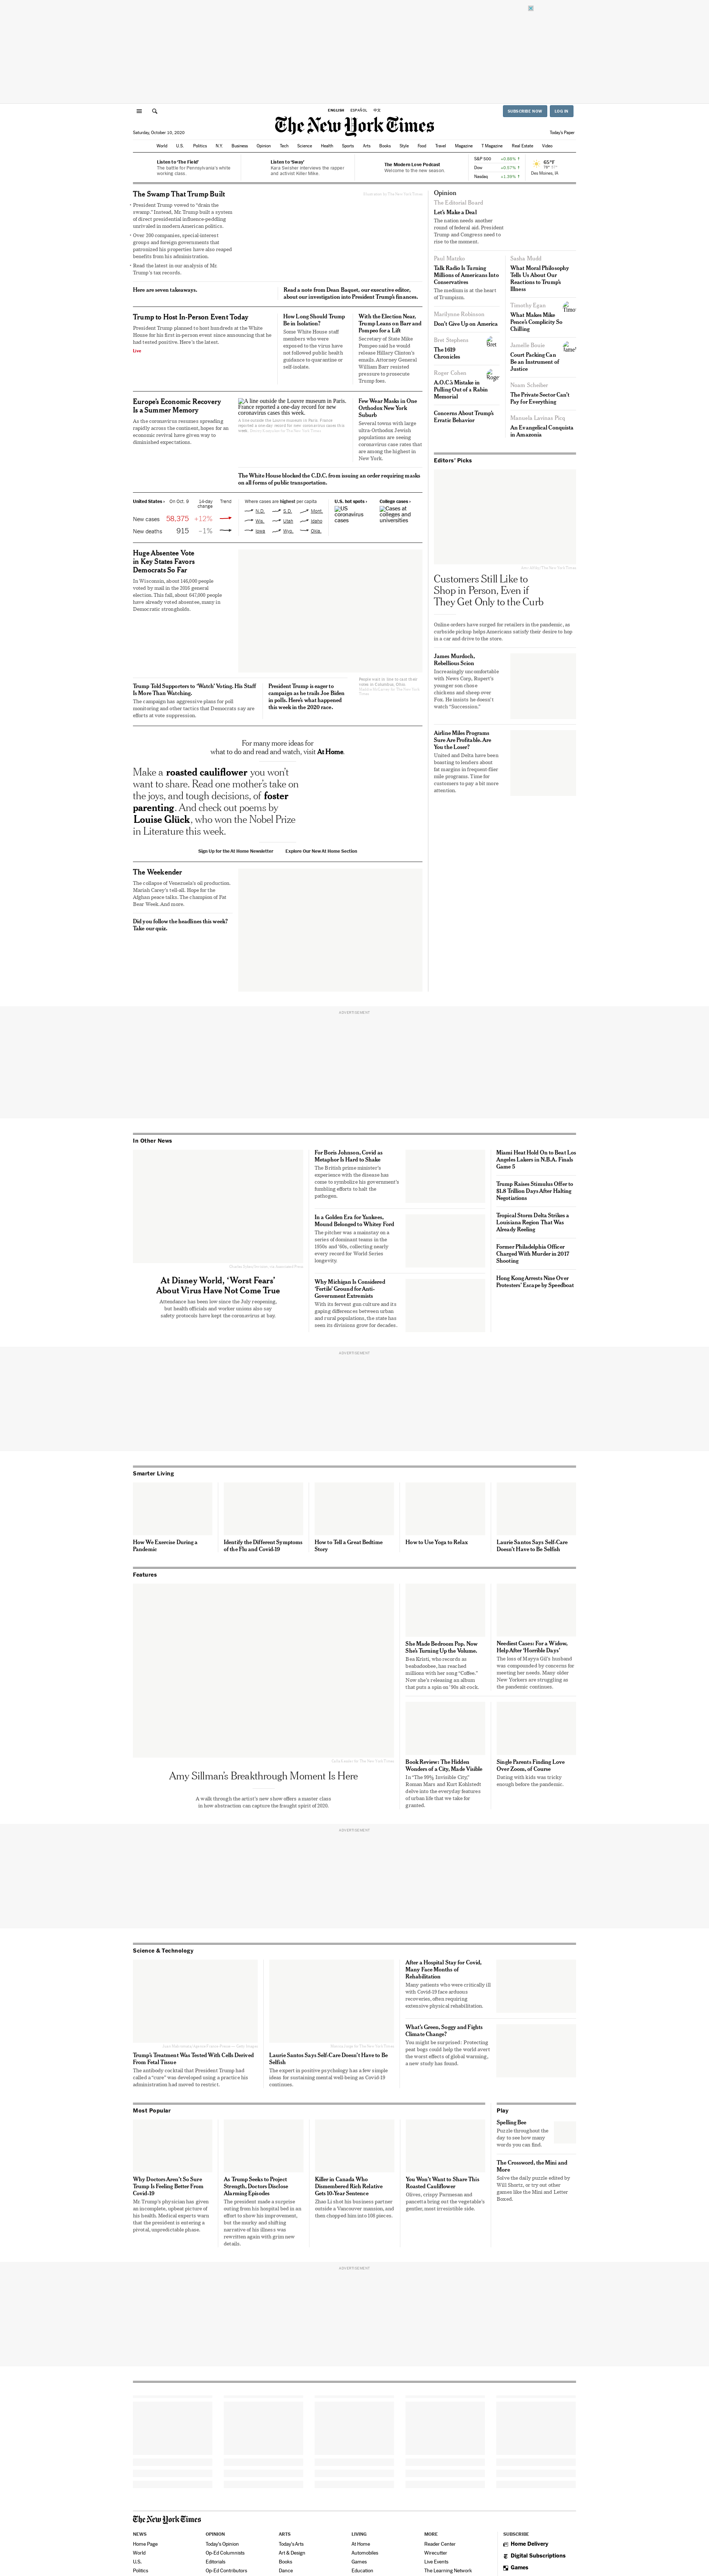 ENGLISH ESPAÑOL 中文
SUBSCRIBE NOW LOG IN
The New York Times
Saturday, October 10, 2020
Today's Paper
World U.S. Politics N.Y. Business Opinion Tech Science Health Sports Arts Books Style Food Travel Magazine T Magazine Real Estate Video
Listen to 'The Field'
The battle for Pennsylvania's white
working class.
Listen to 'Sway'
Kara Swisher interviews the rapper
and activist Killer Mike.
The Modern Love Podcast
Welcome to the new season.
S&P 500 +0.88% ↑
Dow +0.57% ↑
Nasdaq +1.39% ↑
65°F
Des Moines, IA
The Swamp That Trump Built
President Trump vowed to "drain the
swamp." Instead, Mr. Trump built a system
of direct presidential influence-peddling
unrivaled in modern American politics.
Over 200 companies, special-interest
groups and foreign governments that
patronized his properties have also reaped
benefits from his administration.
Read the latest in our analysis of Mr.
Trump's tax records.
Here are seven takeaways.
Read a note from Dean Baquet, our executive editor,
about our investigation into President Trump's finances.
Trump to Host In-Person Event Today
President Trump planned to host hundreds at the White
House for his first in-person event since announcing that he
had tested positive. Here's the latest.
Live
How Long Should Trump
Be in Isolation?
Some White House staff
members who were
exposed to the virus have
not followed public health
guidance to quarantine or
self-isolate.
With the Election Near,
Trump Leans on Barr and
Pompeo for a Lift
Secretary of State Mike
Pompeo said he would
release Hillary Clinton's
emails. Attorney General
William Barr resisted
pressure to prosecute
Trump foes.
Europe's Economic Recovery
Is a Summer Memory
As the coronavirus resumes spreading
rapidly across the continent, hopes for an
economic revival have given way to
diminished expectations.
A line outside the Louvre museum in Paris.
France reported a one-day record for new
coronavirus cases this week.
A line outside the Louvre museum in Paris. France
reported a one-day record for new coronavirus cases this
week.
Few Wear Masks in One
Orthodox New York
Suburb
Several towns with large
ultra-Orthodox Jewish
populations are seeing
coronavirus case rates that
are among the highest in
New York.
The White House blocked the C.D.C. from issuing an order requiring masks
on all forms of public transportation.
United States › On Oct. 9 14-day change Trend
New cases 58,375 +12%
New deaths 915 –1%
Where cases are highest per capita
N.D. S.D. Mont.
Wis. Utah Idaho
Iowa Wyo. Okla.
U.S. hot spots ›
US coronavirus cases
College cases ›
Cases at colleges and universities
Huge Absentee Vote
in Key States Favors
Democrats So Far
In Wisconsin, about 146,000 people
voted by mail in the 2016 general
election. This fall, about 647,000 people
have already voted absentee, many in
Democratic strongholds.
Trump Told Supporters to 'Watch' Voting. His Staff
Is More Than Watching.
The campaign has aggressive plans for poll
monitoring and other tactics that Democrats say are
efforts at vote suppression.
President Trump is eager to
campaign as he trails Joe Biden
in polls. Here's what happened
this week in the 2020 race.
People wait in line to cast their
votes in Columbus, Ohio.
For many more ideas for
what to do and read and watch, visit At Home.
Make a roasted cauliflower you won't
want to share. Read one mother's take on
the joys, and tough decisions, of foster
parenting. And check out poems by
Louise Glück, who won the Nobel Prize
in Literature this week.
Sign Up for the At Home Newsletter Explore Our New At Home Section
The Weekender
The collapse of Venezuela's oil production.
Mariah Carey's tell-all. Hope for the
Afghan peace talks. The champion of Fat
Bear Week. And more.
Did you follow the headlines this week?
Take our quiz.
Opinion
The Editorial Board
Let's Make a Deal
The nation needs another
round of federal aid. President
Trump and Congress need to
rise to the moment.
Paul Matzko
Talk Radio Is Turning
Millions of Americans Into
Conservatives
The medium is at the heart
of Trumpism.
Marilynne Robinson
Don't Give Up on America
Bret Stephens
Bret
The 1619
Chronicles
Roger Cohen
Roge
A.O.C.'s Mistake in
Pulling Out of a Rabin
Memorial
Concerns About Trump's
Erratic Behavior
Sasha Mudd
What Moral Philosophy
Tells Us About Our
Reactions to Trump's
Illness
Timothy Egan
What Makes Mike
Pence's Complicity So
Chilling
Jamelle Bouie
Court Packing Can
Be an Instrument of
Justice
Neam Scheiber
The Private Sector Can't
Pay for Everything
Manuela Lavinas Picq
An Evangelical Conquista
in Amazonia
Editors' Picks
Customers Still Like to
Shop in Person, Even if
They Get Only to the Curb
Online orders have surged for retailers in the pandemic, as
curbside pickup helps Americans satisfy their desire to hop
in a car and drive to the store.
James Murdoch,
Rebellious Scion
Increasingly uncomfortable
with News Corp, Rupert's
younger son chose
chickens and sheep over
Fox. He insists he doesn't
watch "Succession."
Airline Miles Programs
Sure Are Profitable. Are
You the Loser?
United and Delta have been
boasting to lenders about
fat margins in frequent-flier
mile programs. Time for
customers to pay a bit more
attention.
ADVERTISEMENT
In Other News
At Disney World, 'Worst Fears'
About Virus Have Not Come True
Attendance has been low since the July reopening,
but health officials and worker unions also say
safety protocols have kept the coronavirus at bay.
For Boris Johnson, Covid as
Metaphor Is Hard to Shake
The British prime minister's
experience with the disease has
come to symbolize his government's
fumbling efforts to halt the
pathogen.
In a Golden Era for Yankees,
Mound Belonged to Whitey Ford
The pitcher was a mainstay on a
series of dominant teams in the
1950s and '60s, collecting nearly
every record for World Series
longevity.
Why Michigan Is Considered
'Fertile' Ground for Anti-
Government Extremists
With its fervent gun culture and its
gaping differences between urban
and rural populations, the state has
seen its divisions grow for decades.
Miami Heat Hold On to Beat Los
Angeles Lakers in N.B.A. Finals
Game 5
Trump Raises Stimulus Offer to
$1.8 Trillion Days After Halting
Negotiations
Tropical Storm Delta Strikes a
Louisiana Region That Was
Already Reeling
Former Philadelphia Officer
Charged With Murder in 2017
Shooting
Hong Kong Arrests Nine Over
Protesters' Escape by Speedboat
ADVERTISEMENT
Smarter Living
How We Exercise During a
Pandemic
Identify the Different Symptoms
of the Flu and Covid-19
How to Tell a Great Bedtime
Story
How to Use Yoga to Relax
Laurie Santos Says Self-Care
Doesn't Have to Be Selfish
Features
Amy Sillman's Breakthrough Moment Is Here
A walk through the artist's new show offers a master class
in how abstraction can capture the fraught spirit of 2020.
She Made Bedroom Pop. Now
She's Turning Up the Volume.
Bea Kristi, who records as
beabadoobee, has reached
millions with her song "Coffee."
Now she's releasing an album
that puts a spin on '90s alt-rock.
Neediest Cases: For a Widow,
Help After 'Horrible Days'
The loss of Mayya Gil's husband
was compounded by concerns for
meeting her needs. Many older
New Yorkers are struggling as
the pandemic continues.
Book Review: The Hidden
Wonders of a City, Made Visible
In "The 99% Invisible City,"
Roman Mars and Kurt Kohlstedt
delve into the everyday features
of urban life that we take for
granted.
Single Parents Finding Love
Over Zoom, of Course
Dating with kids was tricky
enough before the pandemic.
ADVERTISEMENT
Science & Technology
Trump's Treatment Was Tested With Cells Derived
From Fetal Tissue
The antibody cocktail that President Trump had
called a "cure" was developed using a practice his
administration had moved to restrict.
Laurie Santos Says Self-Care Doesn't Have to Be
Selfish
The expert in positive psychology has a few simple
ideas for sustaining mental well-being as Covid-19
continues.
After a Hospital Stay for Covid,
Many Face Months of
Rehabilitation
Many patients who were critically ill
with Covid-19 face arduous
recoveries, often requiring
extensive physical rehabilitation.
What's Green, Soggy and Fights
Climate Change?
You might be surprised: Protecting
peat bogs could help the world avert
the worst effects of global warming,
a new study has found.
Most Popular
Why Doctors Aren't So Sure
Trump Is Feeling Better From
Covid-19
Mr. Trump's physician has given
an incomplete, upbeat picture of
his health. Medical experts warn
that the president is entering a
pivotal, unpredictable phase.
As Trump Seeks to Project
Strength, Doctors Disclose
Alarming Episodes
The president made a surprise
outing from his hospital bed in an
effort to show his improvement,
but the murky and shifting
narrative of his illness was
rewritten again with grim new
details.
Killer in Canada Who
Dismembered Rich Relative
Gets 10-Year Sentence
Zhao Li shot his business partner
outside a Vancouver mansion, and
then chopped him into 108 pieces.
You Won't Want to Share This
Roasted Cauliflower
Olives, crispy Parmesan and
pancetta bring out the vegetable's
gentler, most irresistible side.
Play
Spelling Bee
Puzzle throughout the
day to see how many
words you can find.
The Crossword, the Mini and
More
Solve the daily puzzle edited by
Will Shortz, or try out other
games like the Mini and Letter
Boxed.
ADVERTISEMENT
The New York Times
NEWS
Home Page
World
U.S.
Politics
OPINION
Today's Opinion
Op-Ed Columnists
Editorials
Op-Ed Contributors
ARTS
Today's Arts
Art & Design
Books
Dance
LIVING
At Home
Automobiles
Games
Education
MORE
Reader Center
Wirecutter
Live Events
The Learning Network
SUBSCRIBE
Home Delivery
Digital Subscriptions
Games